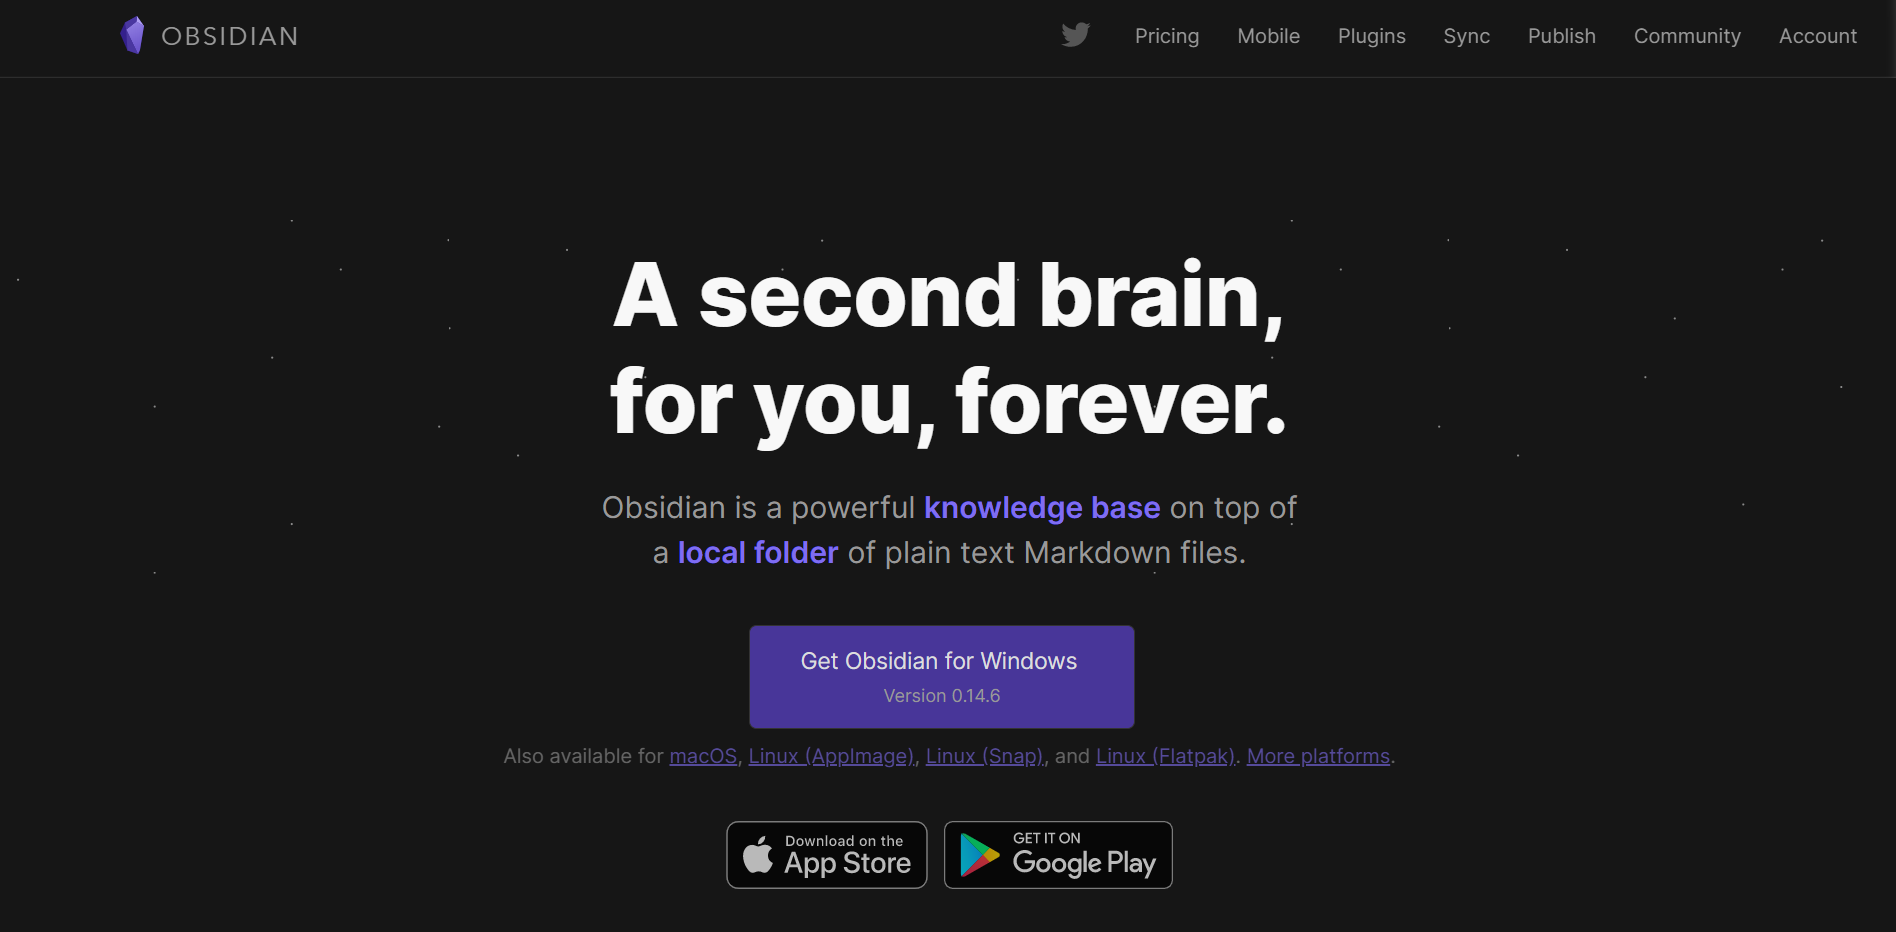 OBSIDIAN
Pricing
Mobile
Plugins
Sync
Publish
Community
Account
A second brain,
for you, forever.
Obsidian is a powerful knowledge base on top of
a local folder of plain text Markdown files.
Get Obsidian for Windows
Version 0.14.6
Also available for macOS, Linux (AppImage), Linux (Snap), and Linux (Flatpak). More platforms.
Download on the
App Store
GET IT ON
Google Play